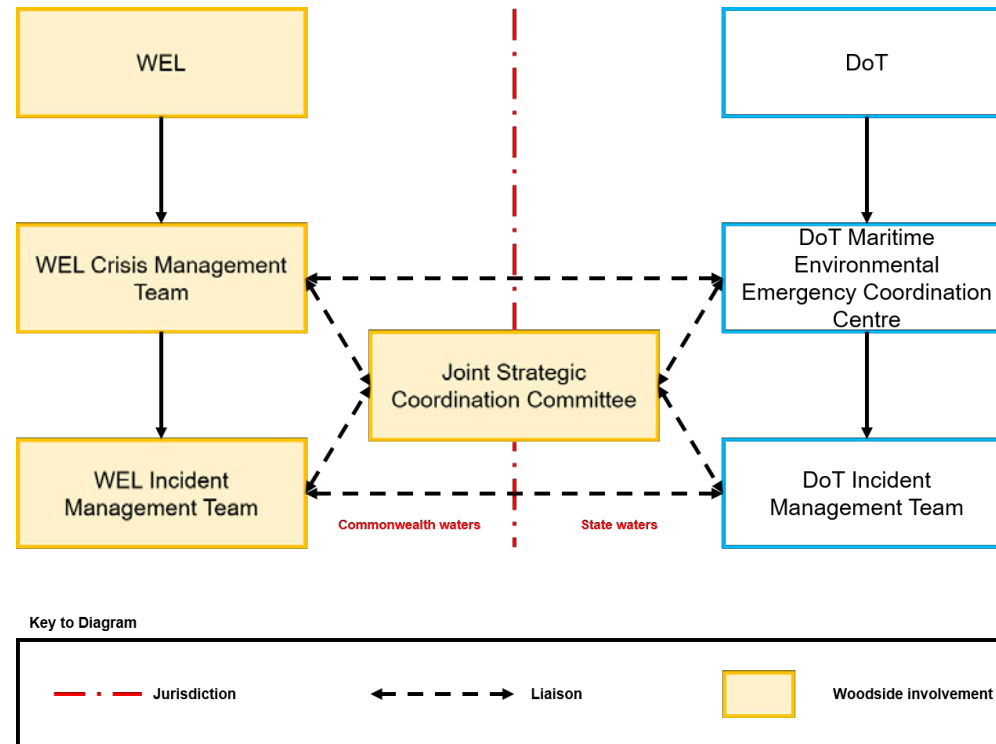 WEL
DoT
WEL Crisis Management
Team
DoT Maritime
Environmental
Emergency Coordination
Centre
Joint Strategic
Coordination Committee
WEL Incident
Management Team
DoT Incident
Management Team
Commonwealth waters
State waters
Key to Diagram
Jurisdiction
Liaison
Woodside involvement